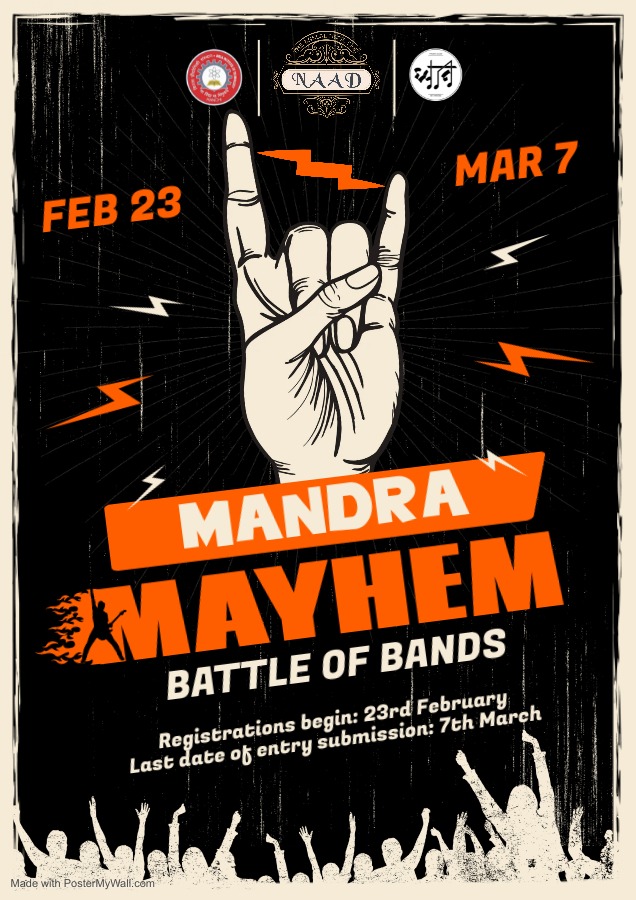 NAAD
FEB 23
MAR 7
MANDRA
MAYHEM
BATTLE OF BANDS
Registrations begin: 23rd February
Last date of entry submission: 7th March
Made with PosterMyWall.com